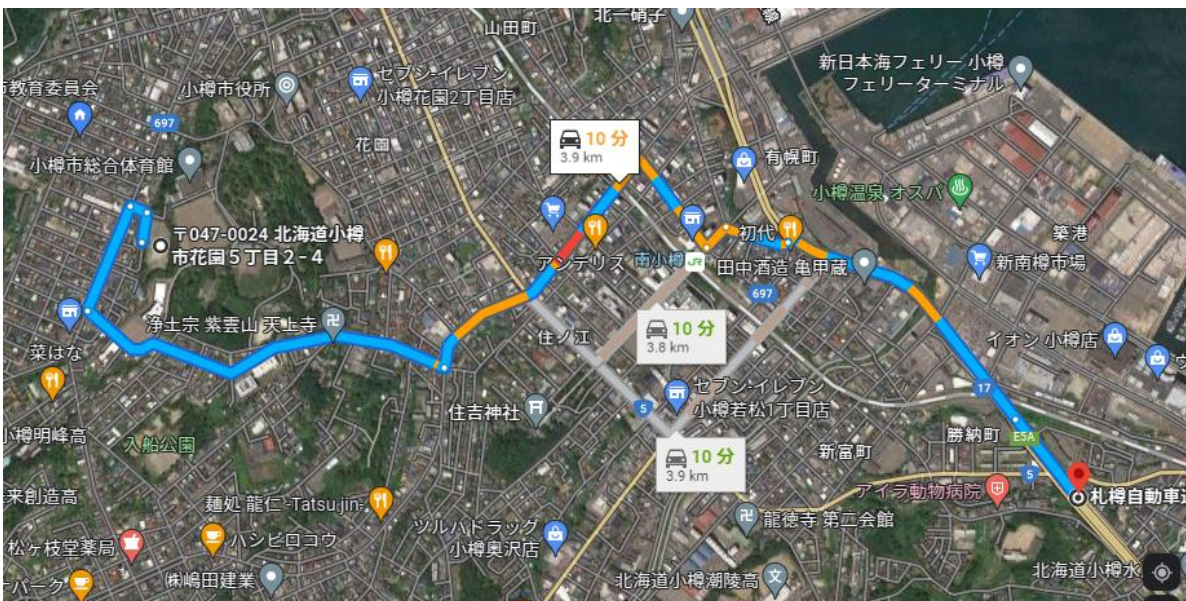 北一硝子
山田町
セブン-イレブン
小樽花園2丁目店
小樽市役所
市教育委員会
697
花園
小樽市総合体育館
新日本海フェリー 小樽
フェリーターミナル
10 分
3.9 km
有幌町
小樽温泉 オスパ
築港
新南樽市場
〒047-0024 北海道小樽
市花園５丁目２−４
アンデリス
南小樽
JR
初代
田中酒造 亀甲蔵
697
浄土宗 紫雲山 天上寺
住ノ江
10 分
3.8 km
イオン 小樽店
ウ
菜はな
17
セブン-イレブン
小樽若松1丁目店
5
住吉神社
小樽明峰高
入船公園
勝納町
E5A
新富町
10 分
3.9 km
5
アイラ動物病院
札樽自動車道
未来創造高
麺処 龍仁 -Tatsujin-
龍徳寺 第二会館
ツルハドラッグ
小樽奥沢店
松ヶ枝堂薬局
ハシビロコウ
ーパーク
㈱嶋田建業
北海道小樽潮陵高
北海道小樽水